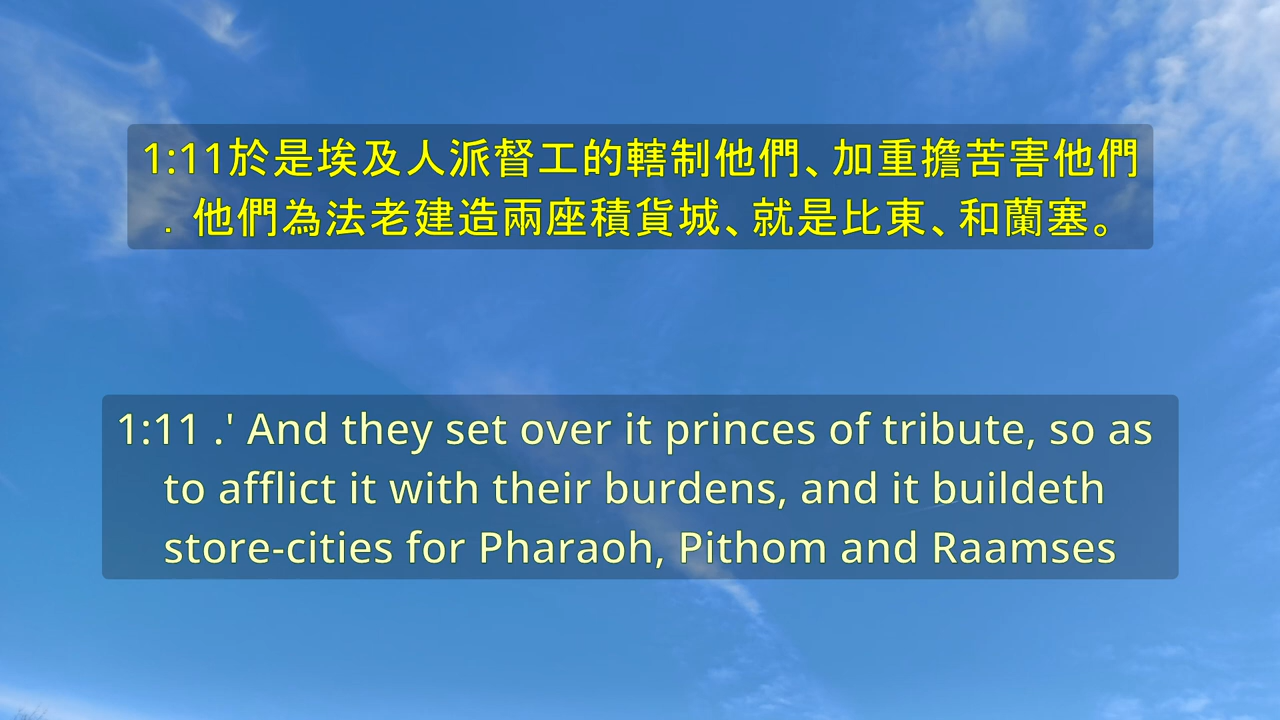 1:11於是埃及人派督工的轄制他們、加重擔苦害他們
．他們為法老建造兩座積貨城、就是比東、和蘭塞。
1:11 .' And they set over it princes of tribute, so as
to afflict it with their burdens, and it buildeth
store-cities for Pharaoh, Pithom and Raamses